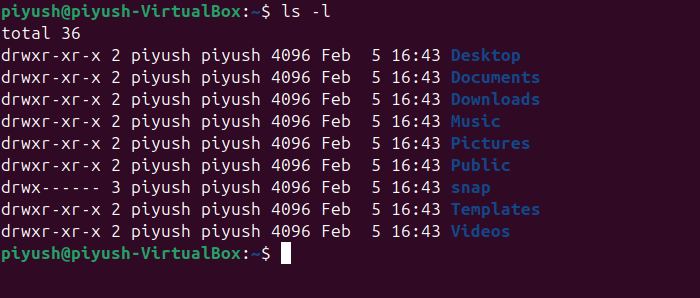 piyush@piyush-VirtualBox:~$ ls -l
total 36
drwxr-xr-x 2 piyush piyush 4096 Feb  5 16:43 Desktop
drwxr-xr-x 2 piyush piyush 4096 Feb  5 16:43 Documents
drwxr-xr-x 2 piyush piyush 4096 Feb  5 16:43 Downloads
drwxr-xr-x 2 piyush piyush 4096 Feb  5 16:43 Music
drwxr-xr-x 2 piyush piyush 4096 Feb  5 16:43 Pictures
drwxr-xr-x 2 piyush piyush 4096 Feb  5 16:43 Public
drwx------ 3 piyush piyush 4096 Feb  5 16:43 snap
drwxr-xr-x 2 piyush piyush 4096 Feb  5 16:43 Templates
drwxr-xr-x 2 piyush piyush 4096 Feb  5 16:43 Videos
piyush@piyush-VirtualBox:~$